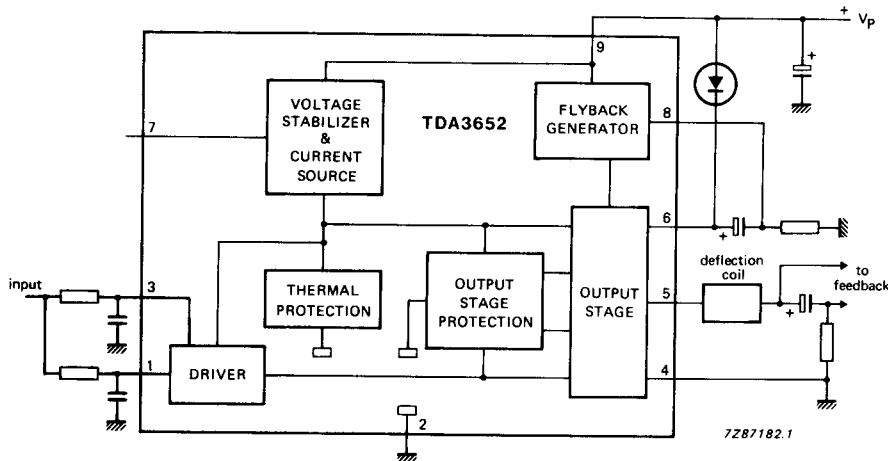 +
Vp
9
+
VOLTAGE
STABILIZER
&
CURRENT
SOURCE
TDA3652
FLYBACK
GENERATOR
8
7
6
+
deflection
coil
to
feedback
input
3
THERMAL
PROTECTION
OUTPUT
STAGE
PROTECTION
OUTPUT
STAGE
5
+
1
DRIVER
4
2
7Z87182.1